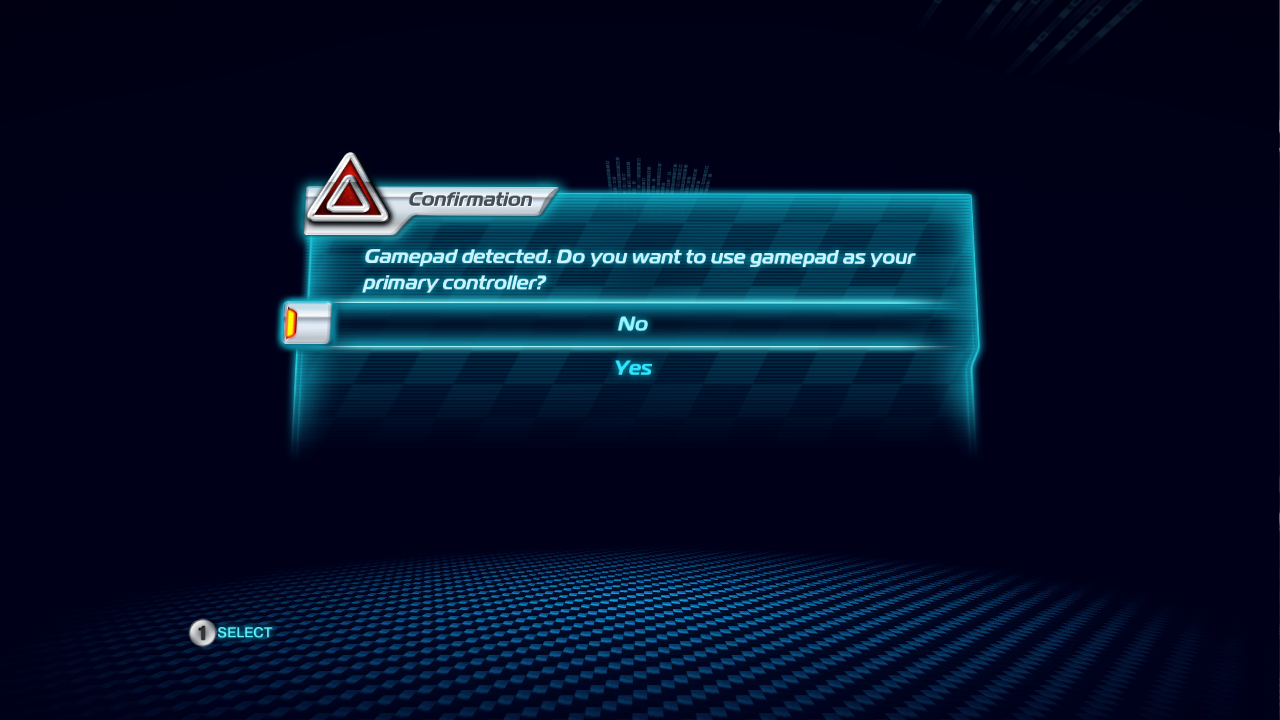 Confirmation
Gamepad detected. Do you want to use gamepad as your
primary controller?
No
Yes
1 SELECT